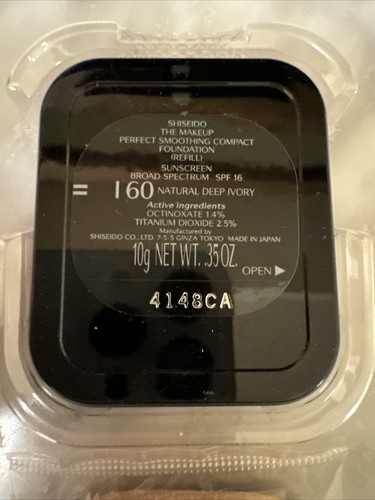 SHISEIDO
THE MAKEUP
PERFECT SMOOTHING COMPACT
FOUNDATION
(REFILL)
SUNSCREEN
BROAD SPECTRUM SPF 16
I60 NATURAL DEEP IVORY
Active ingredients
OCTINOXATE 1.4%
TITANIUM DIOXIDE 2.5%
Manufactured by
SHISEIDO CO., LTD 7-5-5 GINZA TOKYO MADE IN JAPAN
10g NET WT. .35 OZ.
OPEN ▶
4148CA